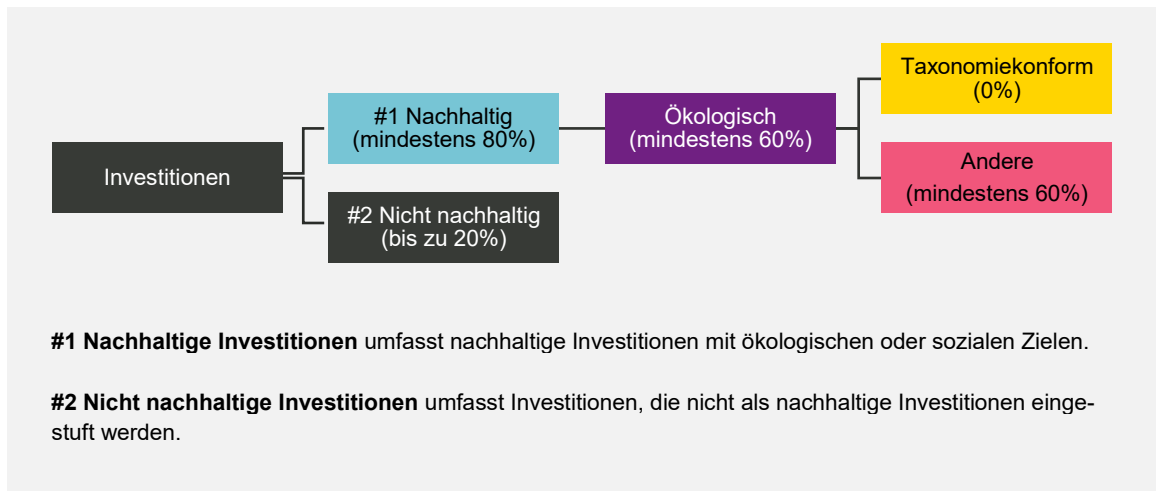 Investitionen
#1 Nachhaltig
(mindestens 80%)
#2 Nicht nachhaltig
(bis zu 20%)
Ökologisch
(mindestens 60%)
Taxonomiekonform
(0%)
Andere
(mindestens 60%)
#1 Nachhaltige Investitionen umfasst nachhaltige Investitionen mit ökologischen oder sozialen Zielen.
#2 Nicht nachhaltige Investitionen umfasst Investitionen, die nicht als nachhaltige Investitionen einge-
stuft werden.